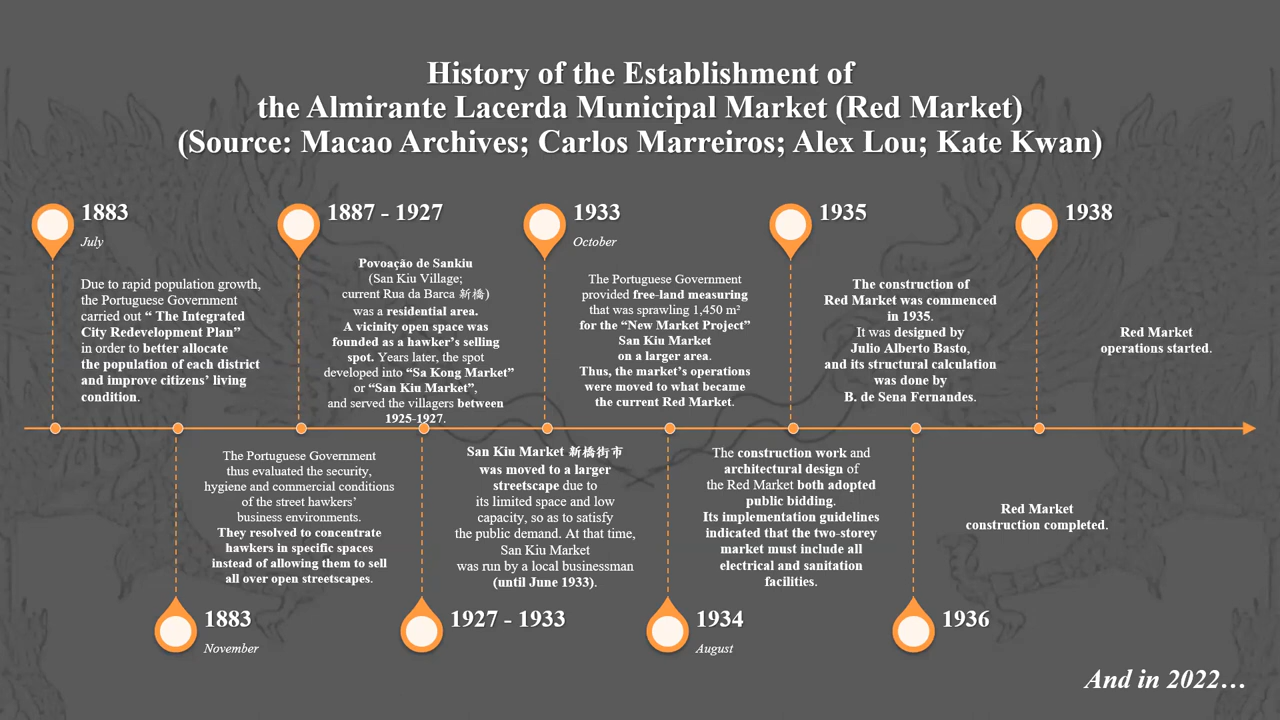 History of the Establishment of
the Almirante Lacerda Municipal Market (Red Market)
(Source: Macao Archives; Carlos Marreiros; Alex Lou; Kate Kwan)
1883
July
Due to rapid population growth,
the Portuguese Government
carried out “ The Integrated
City Redevelopment Plan”
in order to better allocate
the population of each district
and improve citizens’ living
condition.
1883
November
The Portuguese Government
thus evaluated the security,
hygiene and commercial conditions
of the street hawkers’
business environments.
They resolved to concentrate
hawkers in specific spaces
instead of allowing them to sell
all over open streetscapes.
1887 - 1927
Povoação de Sankiu
(San Kiu Village;
current Rua da Barca 新橋)
was a residential area.
A vicinity open space was
founded as a hawker’s selling
spot. Years later, the spot
developed into “Sa Kong Market”
or “San Kiu Market”,
and served the villagers between
1925-1927.
1927 - 1933
San Kiu Market 新橋街市
was moved to a larger
streetscape due to
its limited space and low
capacity, so as to satisfy
the public demand. At that time,
San Kiu Market
was run by a local businessman
(until June 1933).
1933
October
The Portuguese Government
provided free-land measuring
that was sprawling 1,450 m²
for the “New Market Project”
San Kiu Market
on a larger area.
Thus, the market’s operations
were moved to what became
the current Red Market.
1934
August
The construction work and
architectural design of
the Red Market both adopted
public bidding.
Its implementation guidelines
indicated that the two-storey
market must include all
electrical and sanitation
facilities.
1935
The construction of
Red Market was commenced
in 1935.
It was designed by
Julio Alberto Basto,
and its structural calculation
was done by
B. de Sena Fernandes.
1936
Red Market
construction completed.
1938
Red Market
operations started.
And in 2022…